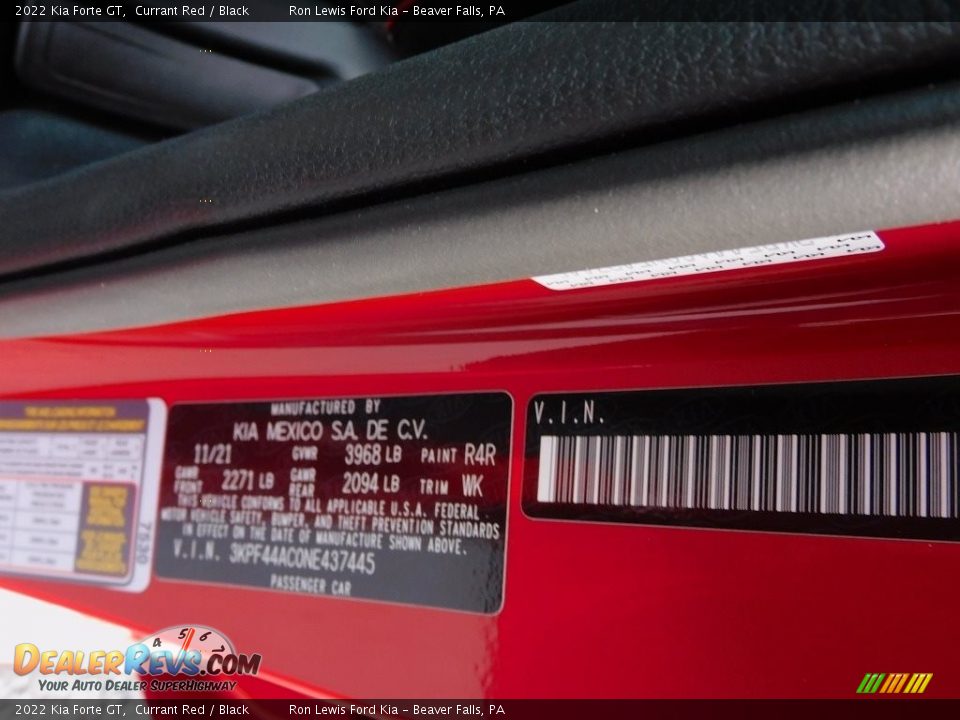 2022 Kia Forte GT, Currant Red / Black Ron Lewis Ford Kia - Beaver Falls, PA
MANUFACTURED BY
KIA MEXICO S.A. DE C.V.
11/21 GVWR 3968 LB PAINT R4R
GAWR FRONT 2271 LB GAWR REAR 2094 LB TRIM WK
THIS VEHICLE CONFORMS TO ALL APPLICABLE U.S.A. FEDERAL
MOTOR VEHICLE SAFETY, BUMPER, AND THEFT PREVENTION STANDARDS
IN EFFECT ON THE DATE OF MANUFACTURE SHOWN ABOVE.
V.I.N. 3KPF44AC0NE437445
PASSENGER CAR
V.I.N.
4 5 6 7
DEALERREVS.COM
YOUR AUTO DEALER SUPERHIGHWAY
2022 Kia Forte GT, Currant Red / Black Ron Lewis Ford Kia - Beaver Falls, PA